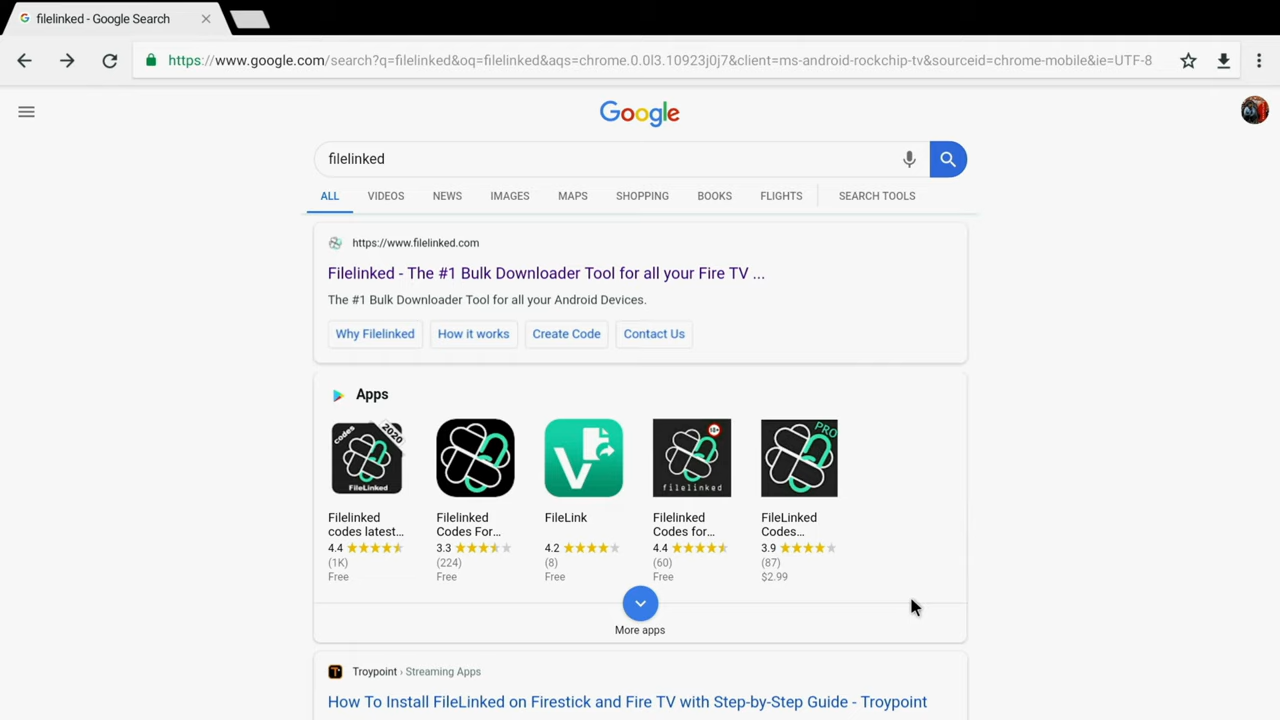 filelinked - Google Search
https://www.google.com/search?q=filelinked&oq=filelinked&aqs=chrome.0.0l3.10923j0j7&client=ms-android-rockchip-tv&sourceid=chrome-mobile&ie=UTF-8
Google
filelinked
ALL VIDEOS NEWS IMAGES MAPS SHOPPING BOOKS FLIGHTS SEARCH TOOLS
https://www.filelinked.com
Filelinked - The #1 Bulk Downloader Tool for all your Fire TV ...
The #1 Bulk Downloader Tool for all your Android Devices.
Why Filelinked How it works Create Code Contact Us
Apps
codes 2020 FileLinked
V
filelinked 18+
PRO
Filelinked codes latest...
4.4
(1K)
Free
Filelinked Codes For...
3.3
(224)
Free
FileLink
4.2
(8)
Free
Filelinked Codes for...
4.4
(60)
Free
FileLinked Codes...
3.9
(87)
$2.99
More apps
Troypoint › Streaming Apps
How To Install FileLinked on Firestick and Fire TV with Step-by-Step Guide - Troypoint